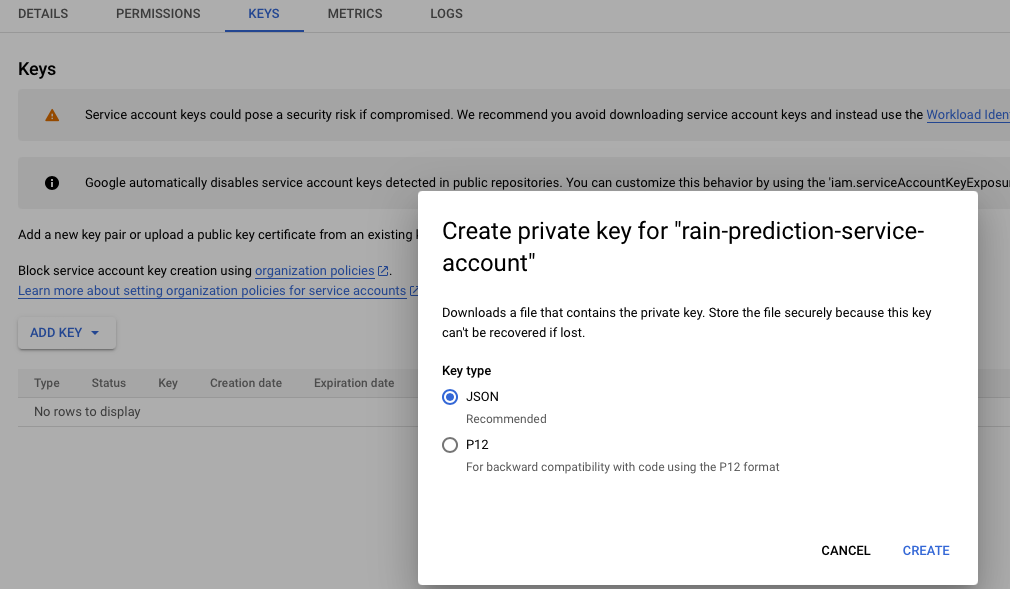 DETAILS PERMISSIONS KEYS METRICS LOGS
Keys
Service account keys could pose a security risk if compromised. We recommend you avoid downloading service account keys and instead use the Workload
Google automatically disables service account keys detected in public repositories. You can customize this behavior by using the
Add a new key pair or upload a public key certificate from an existing
Block service account key creation using organization policies.
Learn more about setting organization policies for service accounts
ADD KEY
Type Status Key Creation date Expiration date
No rows to display
Create private key for "rain-prediction-service-
account"
Downloads a file that contains the private key. Store the file securely because this key
can't be recovered if lost.
Key type
JSON
Recommended
P12
For backward compatibility with code using the P12 format
CANCEL CREATE